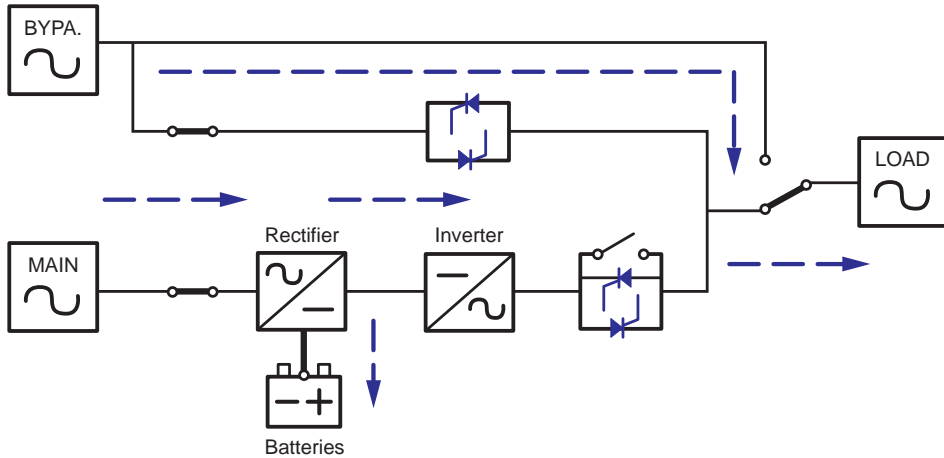 BYPA.
LOAD
Rectifier
Inverter
MAIN
Batteries